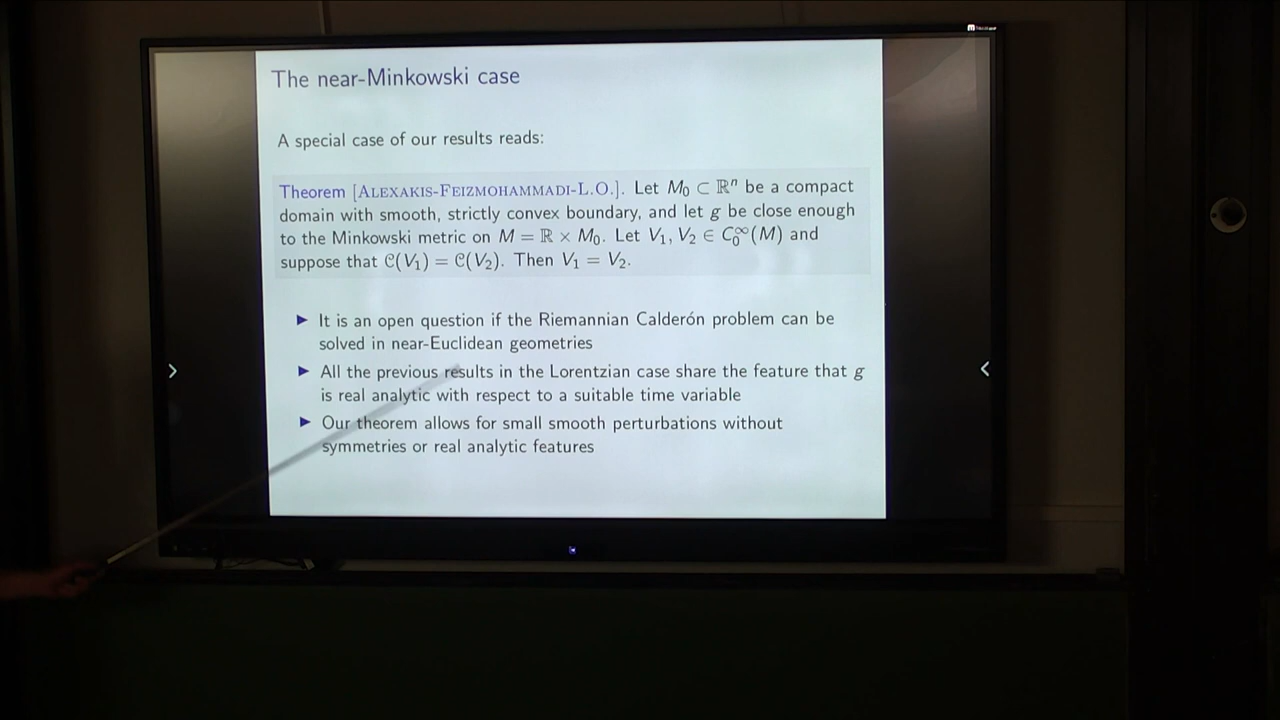 The near-Minkowski case
A special case of our results reads:
Theorem [ALEXAKIS-FEIZMOHAMMADI-L.O.]. Let M₀ ⊂ ℝⁿ be a compact
domain with smooth, strictly convex boundary, and let g be close enough
to the Minkowski metric on M = ℝ × M₀. Let V₁, V₂ ∈ C₀^∞(M) and
suppose that 𝒞(V₁) = 𝒞(V₂). Then V₁ = V₂.
▶ It is an open question if the Riemannian Calderón problem can be
solved in near-Euclidean geometries
▶ All the previous results in the Lorentzian case share the feature that g
is real analytic with respect to a suitable time variable
▶ Our theorem allows for small smooth perturbations without
symmetries or real analytic features